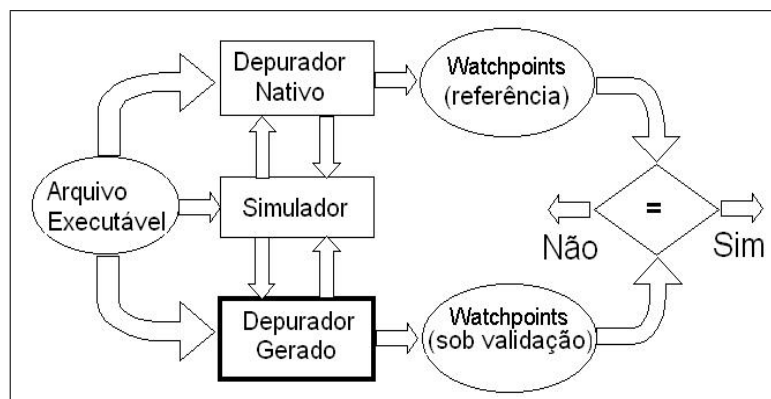 Depurador
Nativo
Watchpoints
(referência)
Arquivo
Executável
Simulador
=
Não
Sim
Depurador
Gerado
Watchpoints
(sob validação)